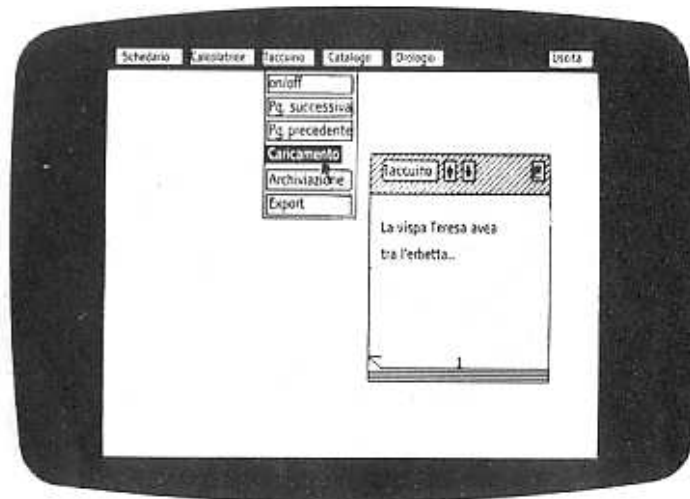 Schedario Calcolatrice Taccuino Catalogo Orologio Uscita
on/off
Pg. successiva
Pg. precedente
Caricamento
Archiviazione
Export
Taccuino
La vispa Teresa avea
tra l'erbetta...
1